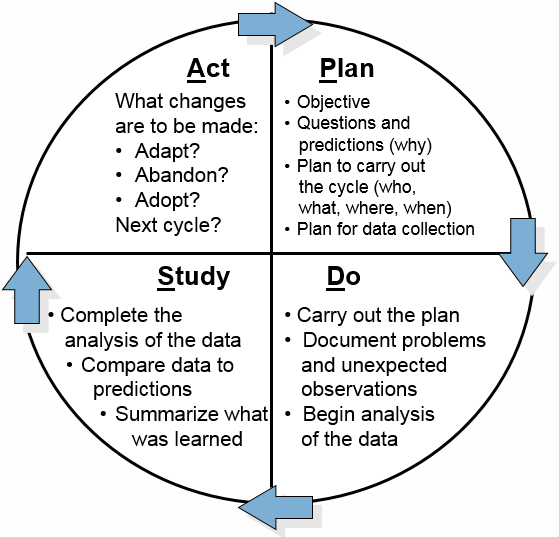 Act
What changes
are to be made:
• Adapt?
• Abandon?
• Adopt?
Next cycle?
Plan
• Objective
• Questions and
predictions (why)
• Plan to carry out
the cycle (who,
what, where, when)
• Plan for data collection
Study
• Complete the
analysis of the data
• Compare data to
predictions
• Summarize what
was learned
Do
• Carry out the plan
• Document problems
and unexpected
observations
• Begin analysis
of the data